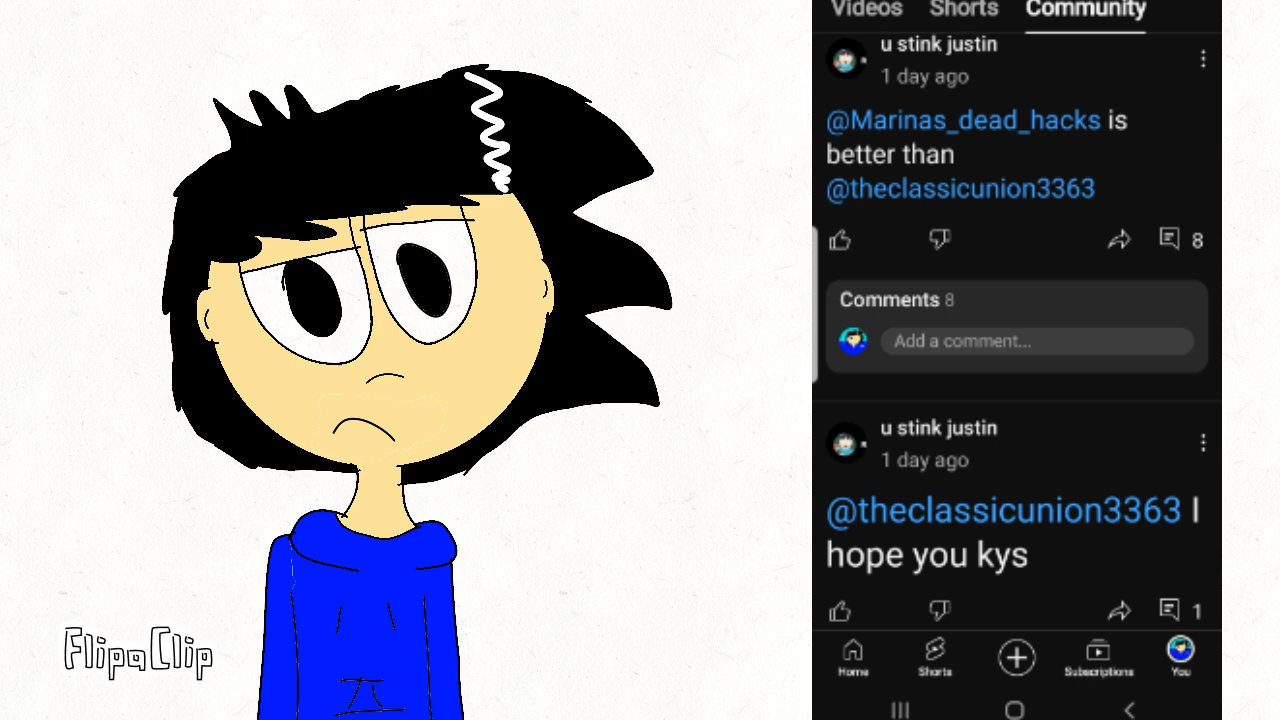 Videos Shorts Community
u stink justin
1 day ago
@Marinas_dead_hacks is
better than
@theclassicunion3363
8
Comments 8
Add a comment...
u stink justin
1 day ago
@theclassicunion3363 I
hope you kys
1
Home Shorts Subscriptions You
FlipaClip